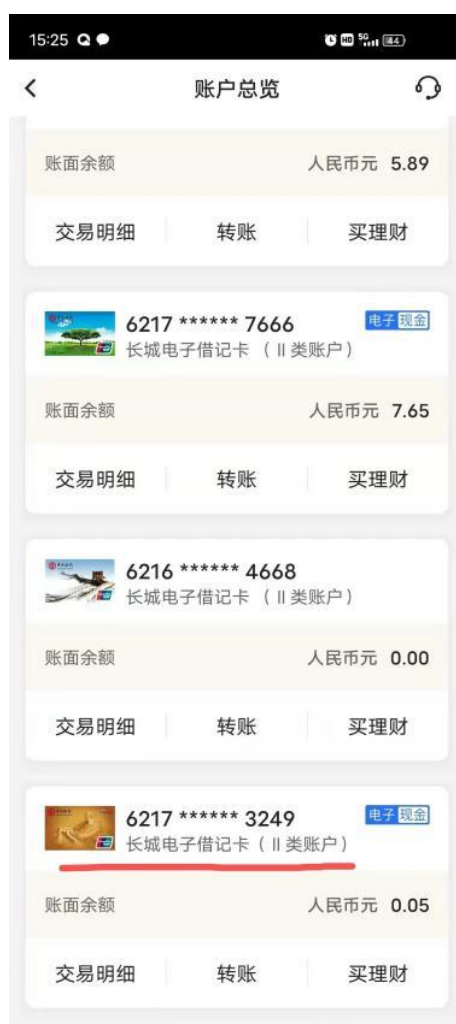 15:25
HD 5G 44
账户总览
账面余额 人民币元 5.89
交易明细 转账 买理财
6217 ****** 7666 电子现金
长城电子借记卡 （Ⅱ类账户）
账面余额 人民币元 7.65
交易明细 转账 买理财
6216 ****** 4668
长城电子借记卡 （Ⅱ类账户）
账面余额 人民币元 0.00
交易明细 转账 买理财
6217 ****** 3249 电子现金
长城电子借记卡（Ⅱ类账户）
账面余额 人民币元 0.05
交易明细 转账 买理财